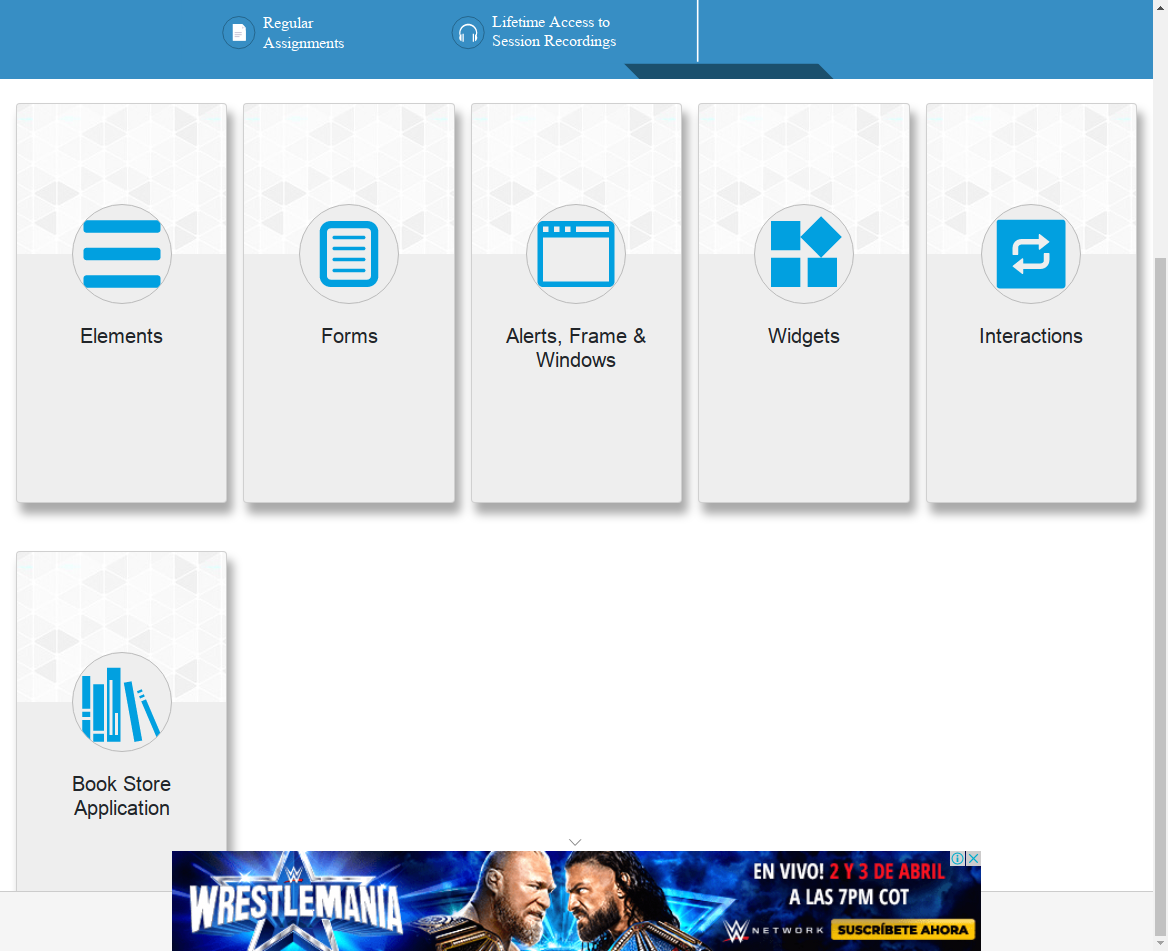 Regular
Assignments
Lifetime Access to
Session Recordings
Elements
Forms
Alerts, Frame &
Windows
Widgets
Interactions
Book Store
Application
WRESTLEMANIA
EN VIVO! 2 Y 3 DE ABRIL
A LAS 7PM COT
W NETWORK
SUSCRÍBETE AHORA